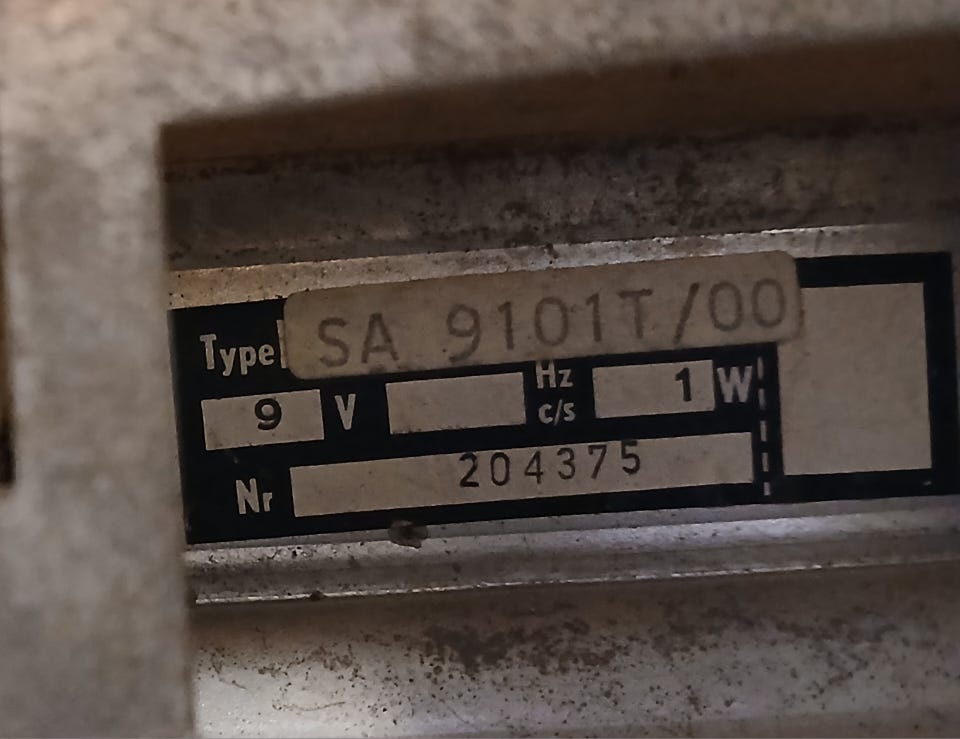 Type SA 9101T/00
9 V Hz c/s 1 W
Nr 204375